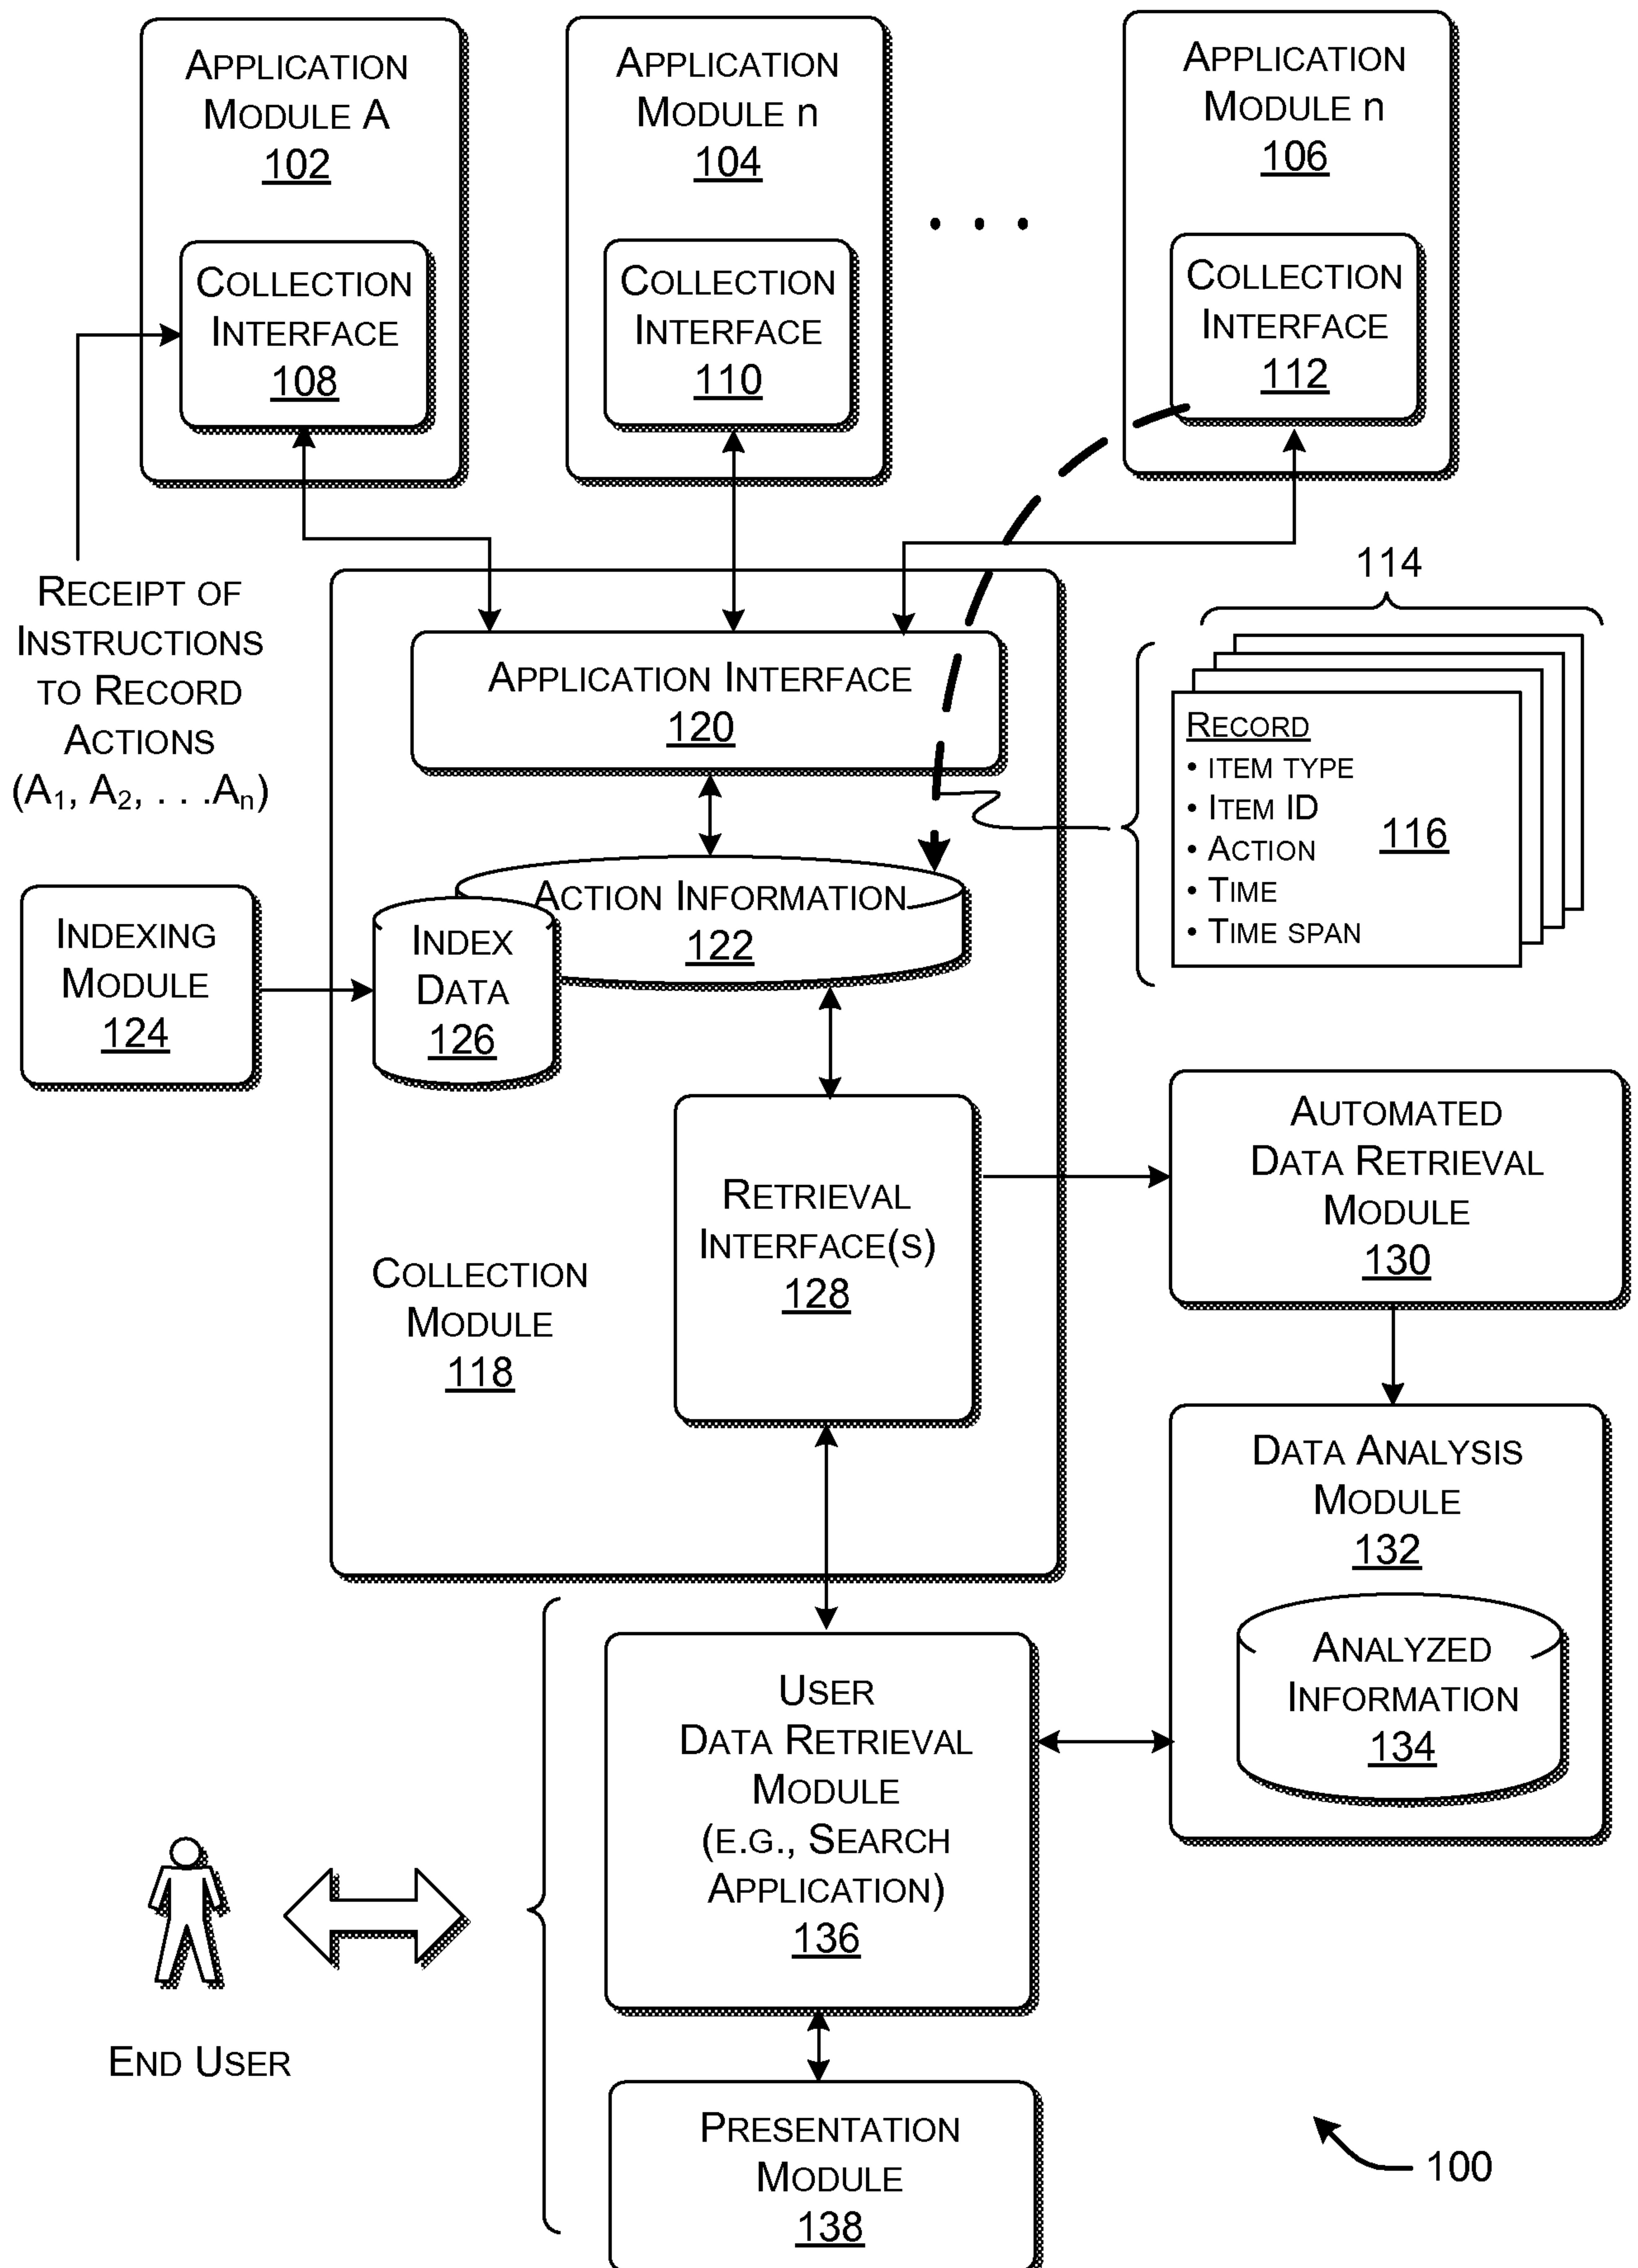 APPLICATION
MODULE A
102
COLLECTION
INTERFACE
108
APPLICATION
MODULE n
104
COLLECTION
INTERFACE
110
. . .
APPLICATION
MODULE n
106
COLLECTION
INTERFACE
112
RECEIPT OF
INSTRUCTIONS
TO RECORD
ACTIONS
(A1, A2, . . .An)
APPLICATION INTERFACE
120
114
RECORD
• ITEM TYPE
• ITEM ID
• ACTION
• TIME
• TIME SPAN
116
INDEXING
MODULE
124
INDEX
DATA
126
ACTION INFORMATION
122
RETRIEVAL
INTERFACE(S)
128
COLLECTION
MODULE
118
AUTOMATED
DATA RETRIEVAL
MODULE
130
DATA ANALYSIS
MODULE
132
ANALYZED
INFORMATION
134
USER
DATA RETRIEVAL
MODULE
(E.G., SEARCH
APPLICATION)
136
END USER
PRESENTATION
MODULE
138
100